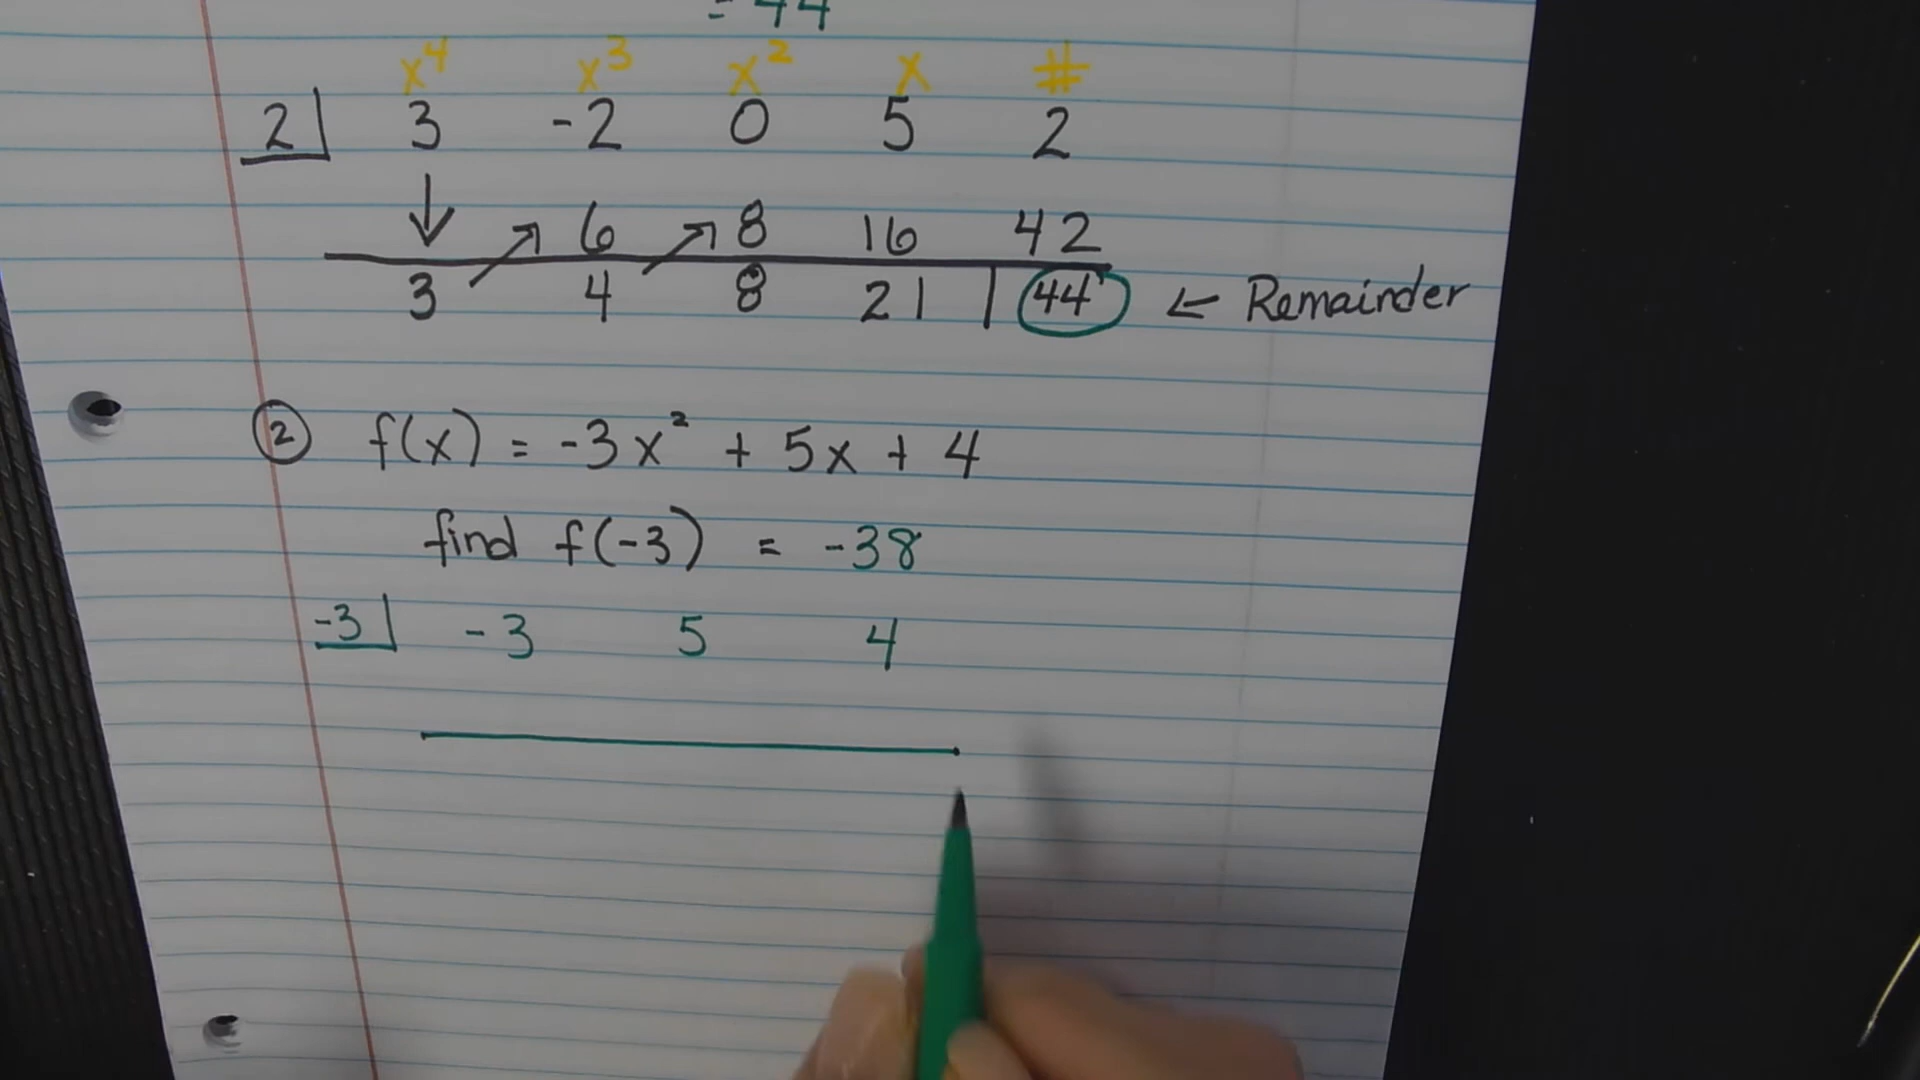 = 44
x⁴ x³ x² x #
2| 3 -2 0 5 2
↓ ↗ 6 ↗ 8 16 42
3 4 8 21 | 44 ← Remainder
② f(x) = -3x² + 5x + 4
find f(-3) = -38
-3| -3 5 4